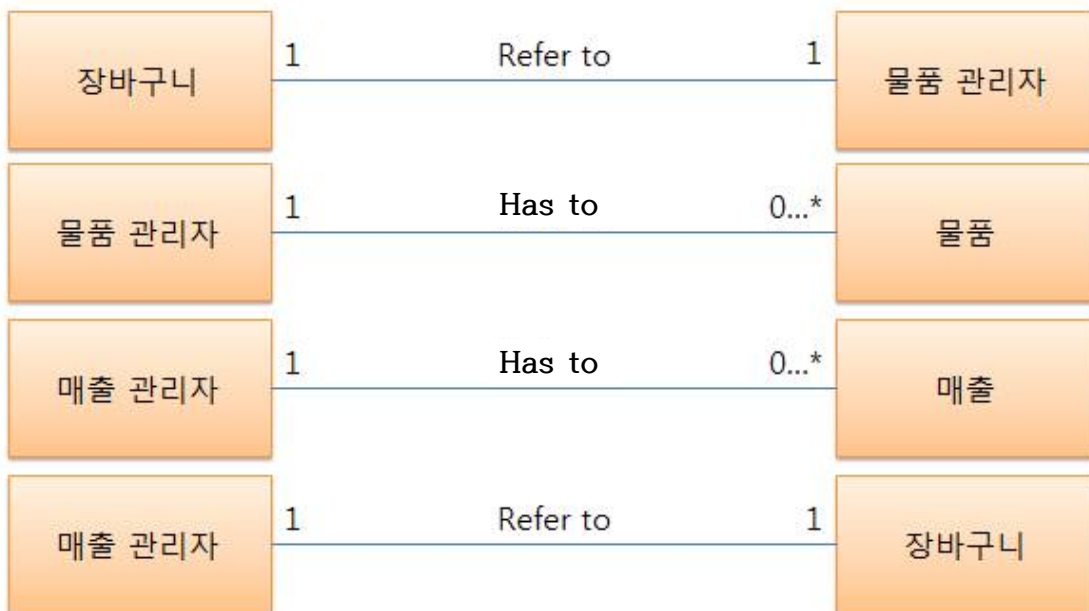 장바구니 1 Refer to 1 물품 관리자
물품 관리자 1 Has to 0...* 물품
매출 관리자 1 Has to 0...* 매출
매출 관리자 1 Refer to 1 장바구니